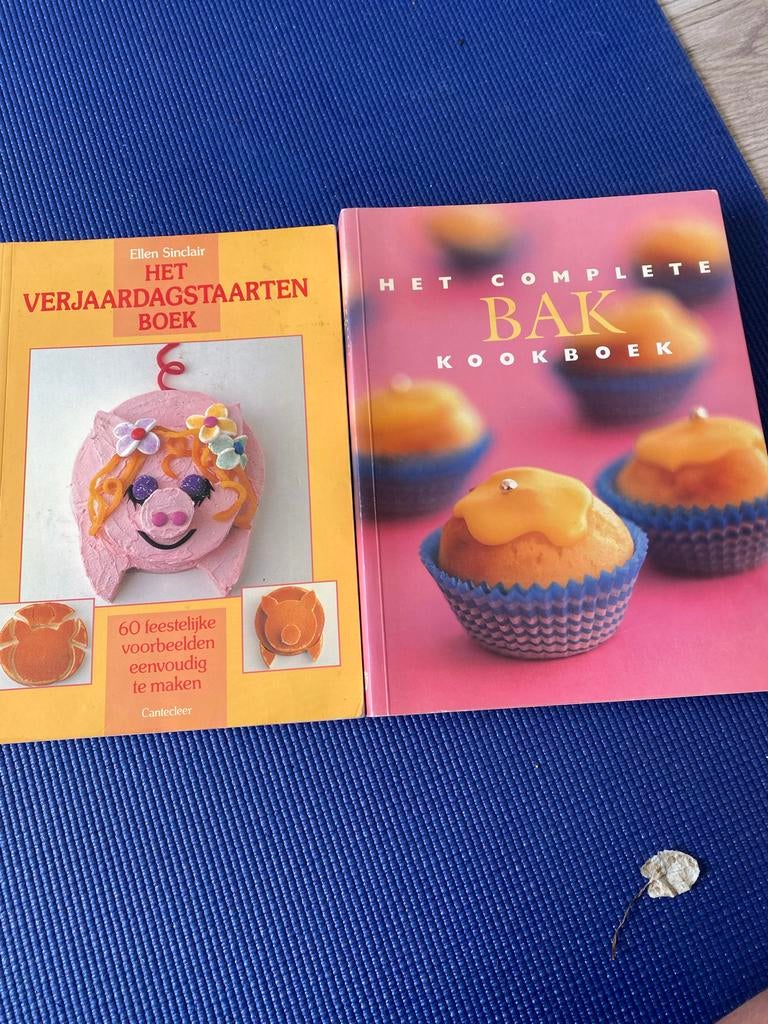 Ellen Sinclair
HET
VERJAARDAGSTAARTEN
BOEK
60 feestelijke
voorbeelden
eenvoudig
te maken
Cantecleer
HET COMPLETE
BAK
KOOKBOEK